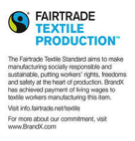 FAIRTRADE
TEXTILE
PRODUCTION™
The Fairtrade Textile Standard aims to make
manufacturing socially responsible and
sustainable, putting workers' rights, freedoms
and safety at the heart of production. BrandX
has achieved payment of living wages to
textile workers manufacturing this item.
Visit info.fairtrade.net/textile
For more about our commitment, visit
www.BrandX.com